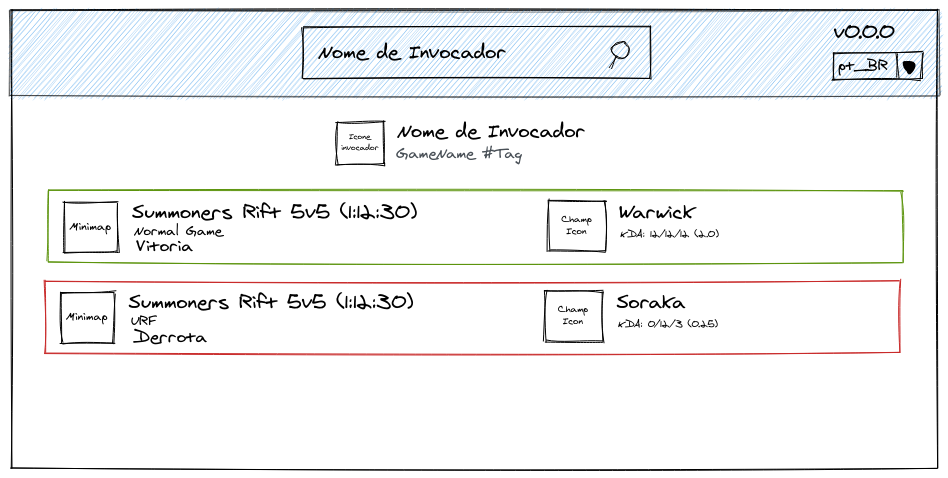 Nome de Invocador
v0.0.0
pt_BR
Icone
invocador
Nome de Invocador
GameName #Tag
Minimap
Summoners Rift 5v5 (1:12:30)
Normal Game
Vitoria
Champ
Icon
Warwick
KDA: 12/12/12 (2.0)
Minimap
Summoners Rift 5v5 (1:12:30)
URF
Derrota
Champ
Icon
Soraka
KDA: 0/12/3 (0.25)